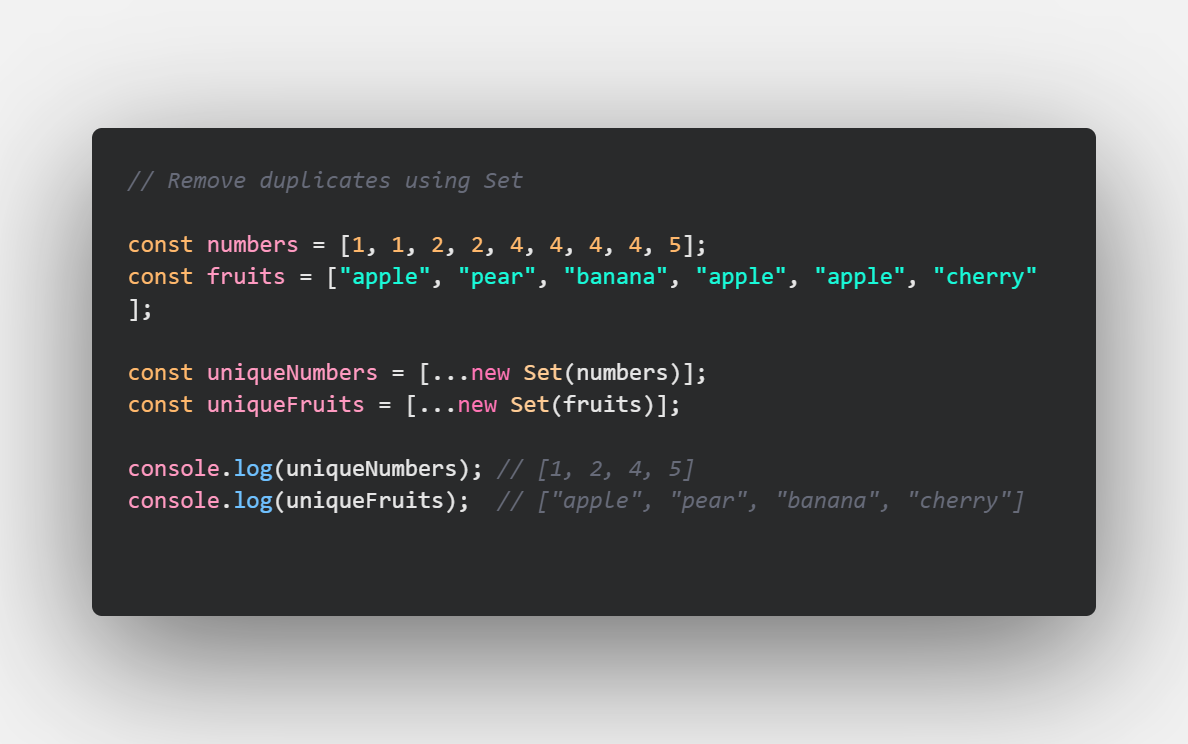 // Remove duplicates using Set
const numbers = [1, 1, 2, 2, 4, 4, 4, 4, 5];
const fruits = ["apple", "pear", "banana", "apple", "apple", "cherry"
];
const uniqueNumbers = [...new Set(numbers)];
const uniqueFruits = [...new Set(fruits)];
console.log(uniqueNumbers); // [1, 2, 4, 5]
console.log(uniqueFruits);  // ["apple", "pear", "banana", "cherry"]